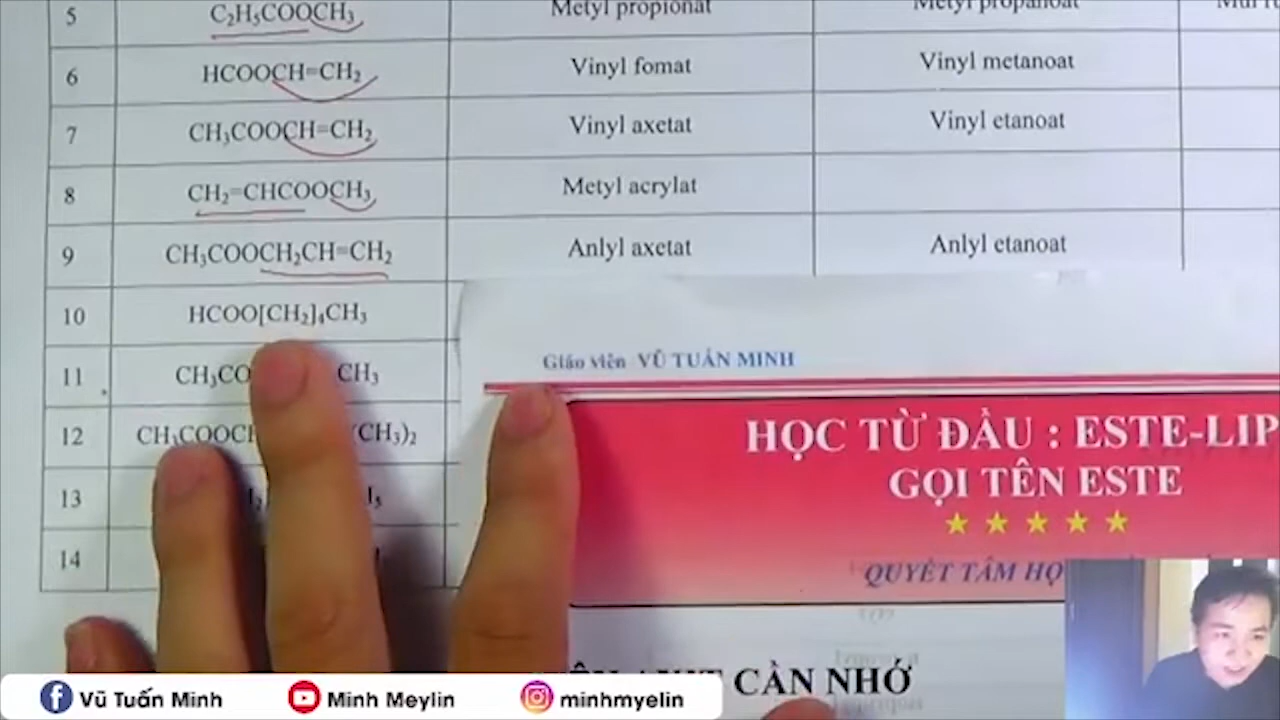 5 C₂H₅COOCH₃ Metyl propionat Metyl propanoat
6 HCOOCH=CH₂ Vinyl fomat Vinyl metanoat
7 CH₃COOCH=CH₂ Vinyl axetat Vinyl etanoat
8 CH₂=CHCOOCH₃ Metyl acrylat
9 CH₃COOCH₂CH=CH₂ Anlyl axetat Anlyl etanoat
10 HCOO[CH₂]₄CH₃
11 CH₃CO CH₃
12 CH₃COOCH (CH₃)₂
13
14
Giáo viên VŨ TUẤN MINH
HỌC TỪ ĐẦU : ESTE-LIP
GỌI TÊN ESTE
QUYẾT TÂM HỌ
CẦN NHỚ
Vũ Tuấn Minh Minh Meylin minhmyelin